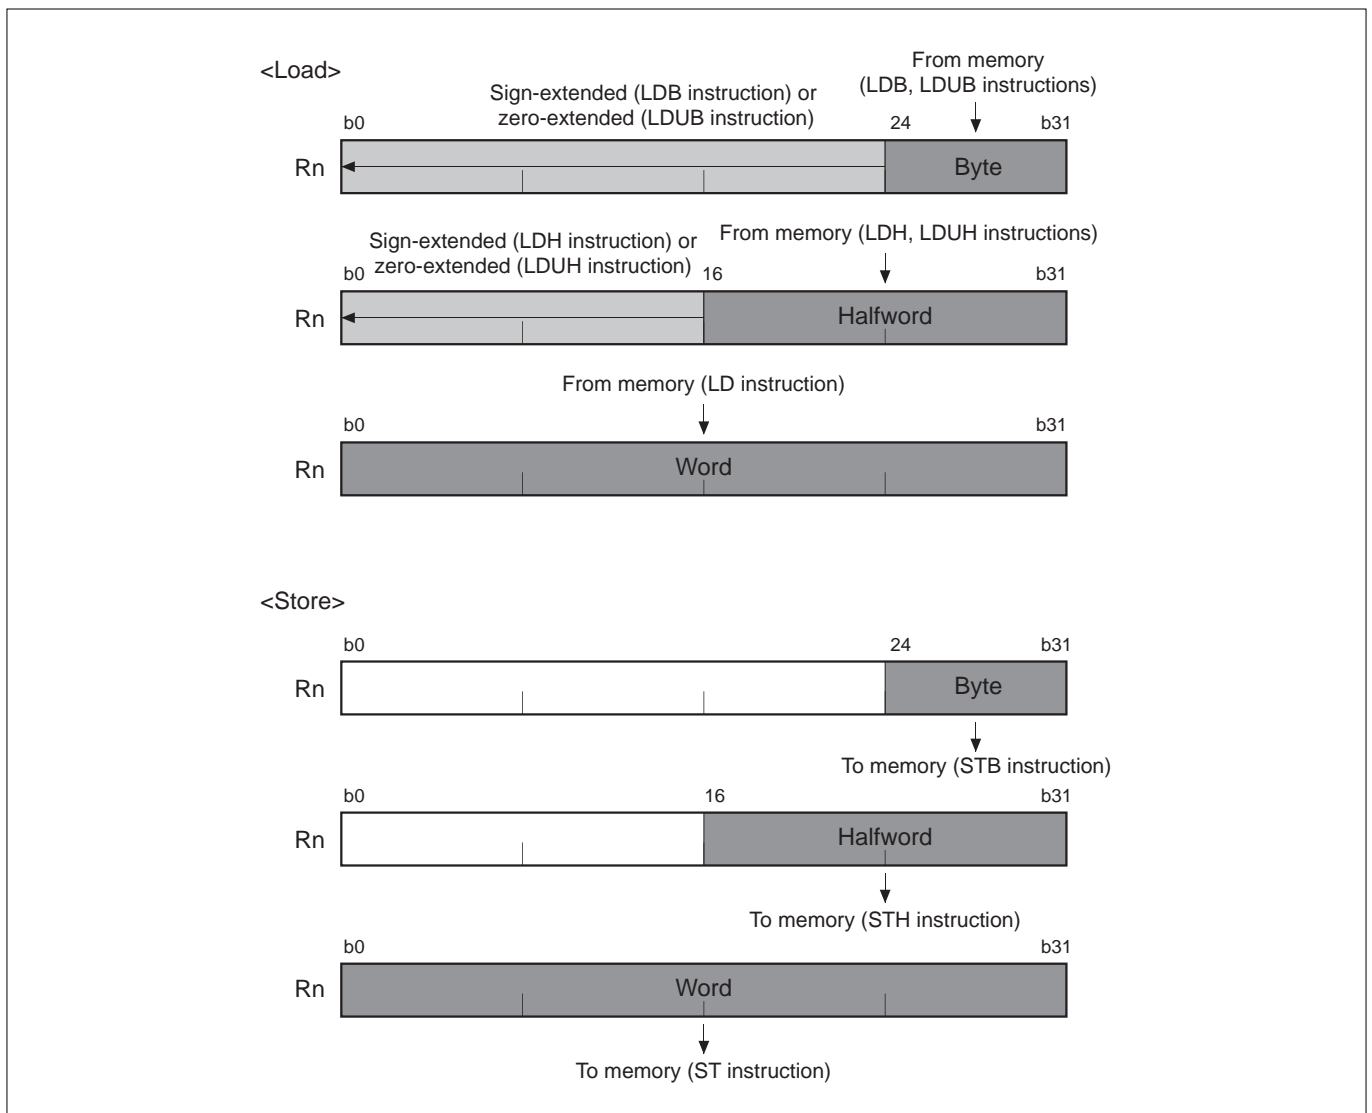 <Load>
From memory
(LDB, LDUB instructions)
Sign-extended (LDB instruction) or
zero-extended (LDUB instruction)
b0 24 b31
Rn Byte
From memory (LDH, LDUH instructions)
Sign-extended (LDH instruction) or
zero-extended (LDUH instruction)
b0 16 b31
Rn Halfword
From memory (LD instruction)
b0 b31
Rn Word
<Store>
b0 24 b31
Rn Byte
To memory (STB instruction)
b0 16 b31
Rn Halfword
To memory (STH instruction)
b0 b31
Rn Word
To memory (ST instruction)